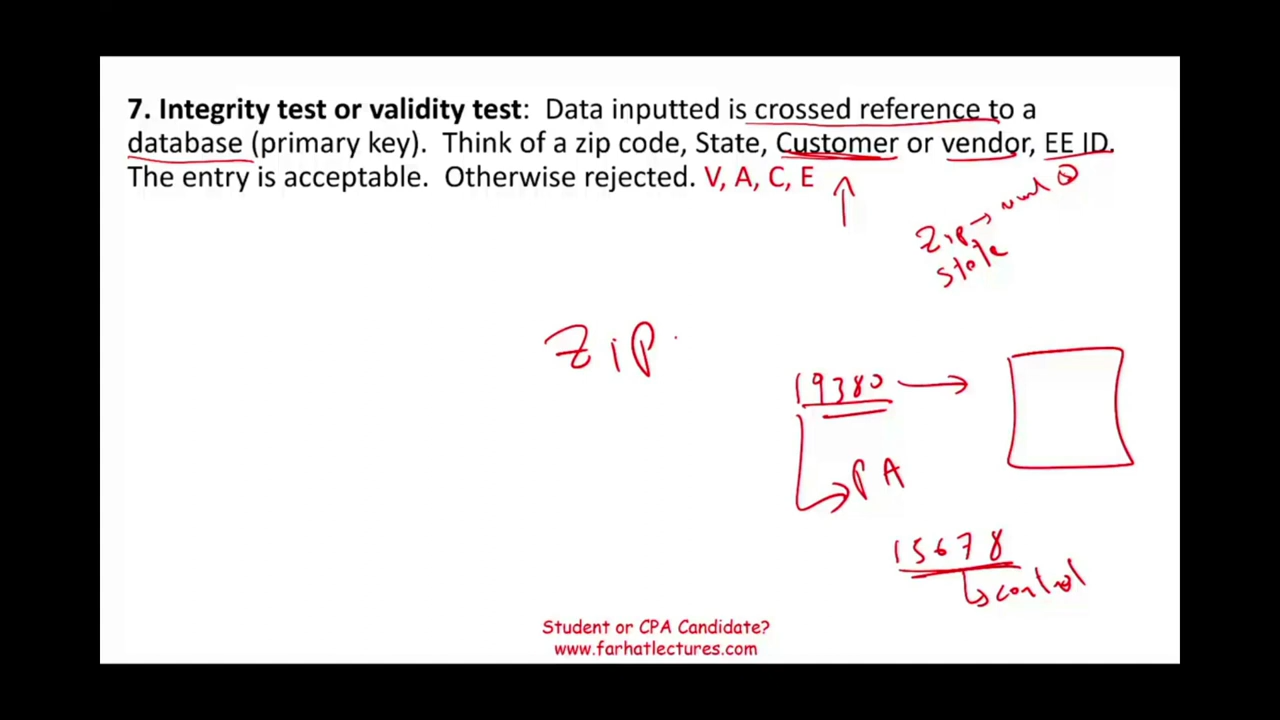 7. Integrity test or validity test: Data inputted is crossed reference to a
database (primary key). Think of a zip code, State, Customer or vendor, EE ID.
The entry is acceptable. Otherwise rejected. V, A, C, E
Zip →
State
Zip
19380
PA
15678
control
Student or CPA Candidate?
www.farhatlectures.com